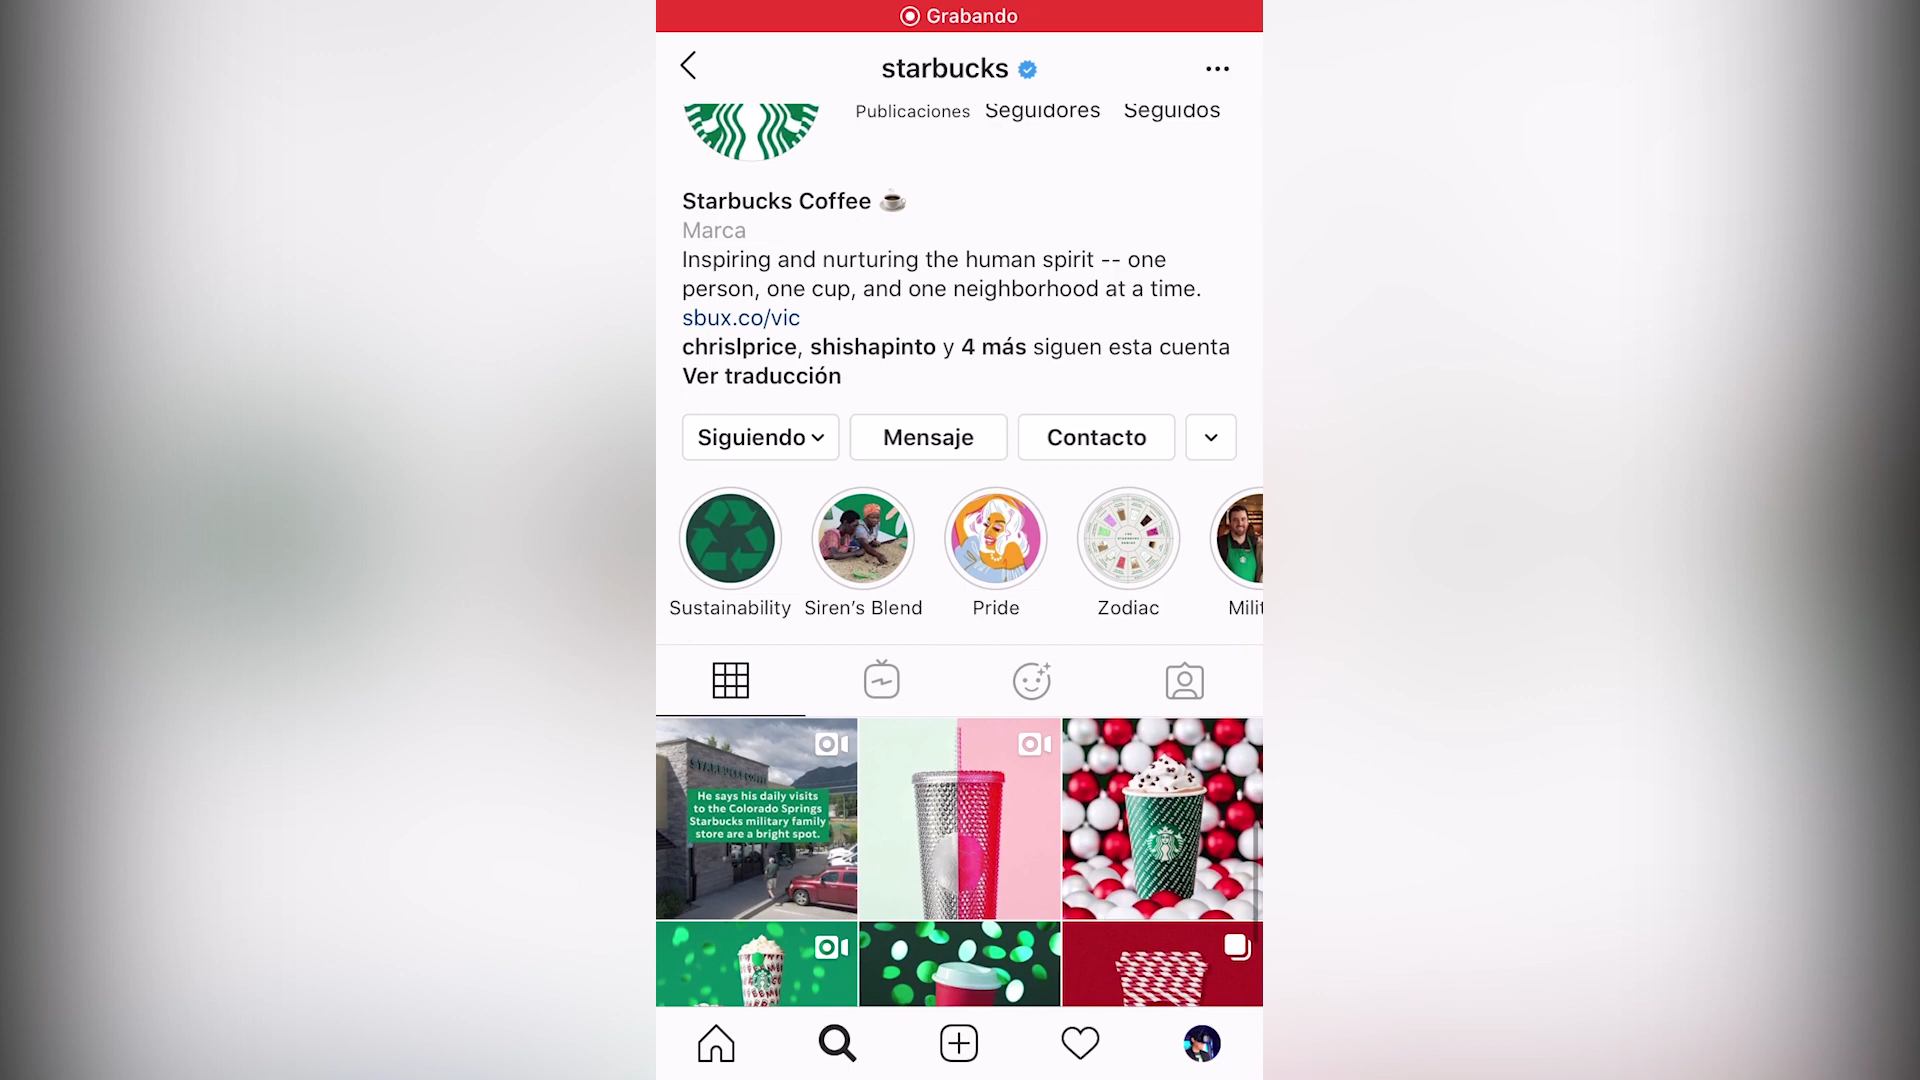 Grabando
starbucks
Publicaciones Seguidores Seguidos
Starbucks Coffee ☕
Marca
Inspiring and nurturing the human spirit -- one
person, one cup, and one neighborhood at a time.
sbux.co/vic
chrislprice, shishapinto y 4 más siguen esta cuenta
Ver traducción
Siguiendo Mensaje Contacto
Sustainability Siren's Blend Pride Zodiac Milit
STARBUCKS COFFEE
He says his daily visits
to the Colorado Springs
Starbucks military family
store are a bright spot.